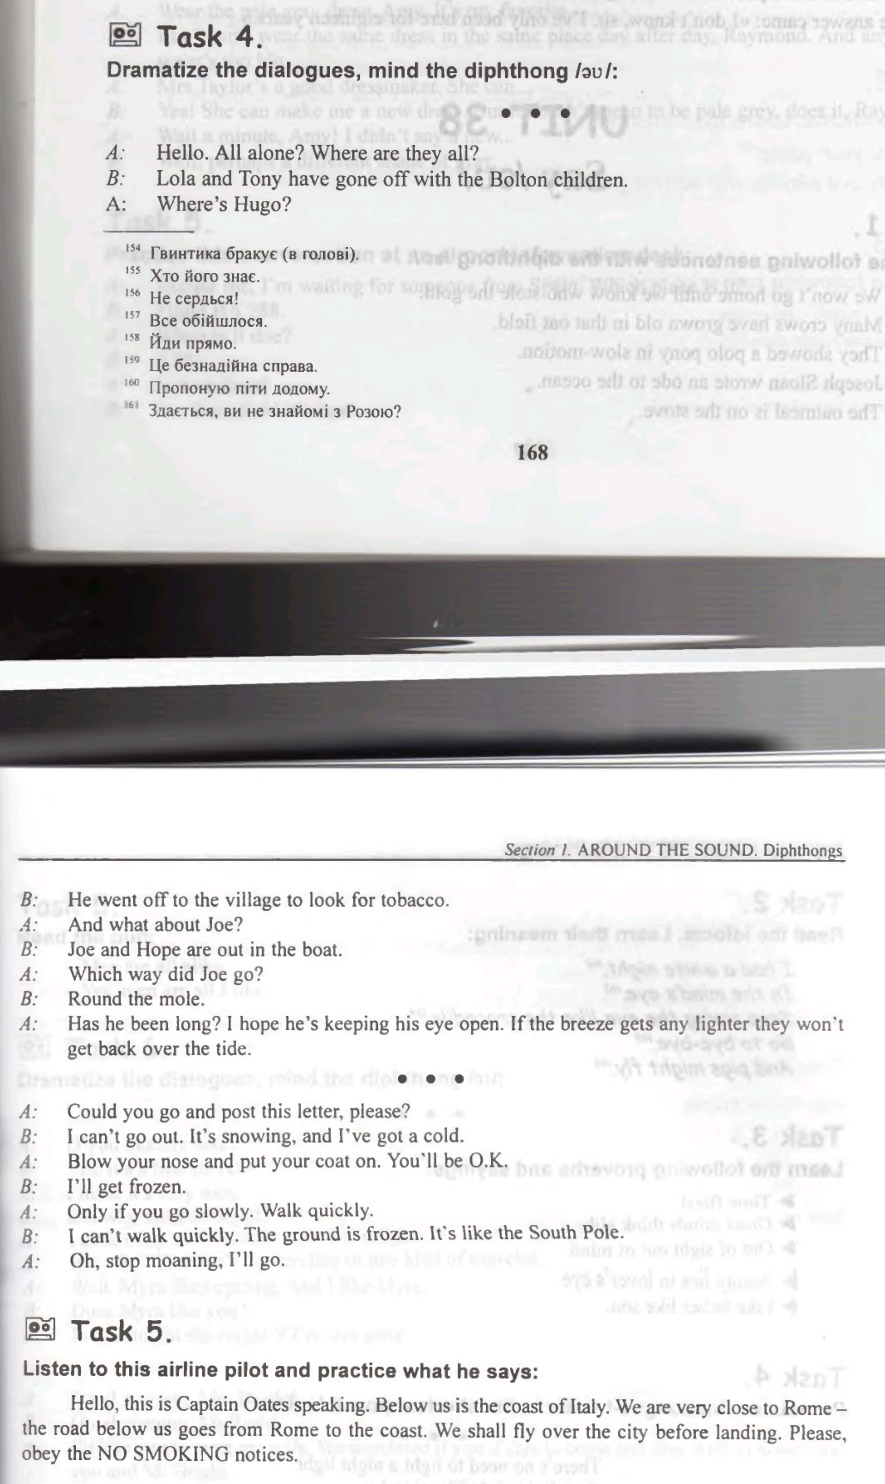 Task 4.
Dramatize the dialogues, mind the diphthong /əʊ/:
• • •
A: Hello. All alone? Where are they all?
B: Lola and Tony have gone off with the Bolton children.
A: Where's Hugo?
154 Гвинтика бракує (в голові).
155 Хто його знає.
156 Не сердься!
157 Все обійшлося.
158 Йди прямо.
159 Це безнадійна справа.
160 Пропоную піти додому.
161 Здається, ви не знайомі з Розою?
168
Section I. AROUND THE SOUND. Diphthongs
B: He went off to the village to look for tobacco.
A: And what about Joe?
B: Joe and Hope are out in the boat.
A: Which way did Joe go?
B: Round the mole.
A: Has he been long? I hope he's keeping his eye open. If the breeze gets any lighter they won't
get back over the tide.
• • •
A: Could you go and post this letter, please?
B: I can't go out. It's snowing, and I've got a cold.
A: Blow your nose and put your coat on. You'll be O.K.
B: I'll get frozen.
A: Only if you go slowly. Walk quickly.
B: I can't walk quickly. The ground is frozen. It's like the South Pole.
A: Oh, stop moaning, I'll go.
Task 5.
Listen to this airline pilot and practice what he says:
Hello, this is Captain Oates speaking. Below us is the coast of Italy. We are very close to Rome –
the road below us goes from Rome to the coast. We shall fly over the city before landing. Please,
obey the NO SMOKING notices.